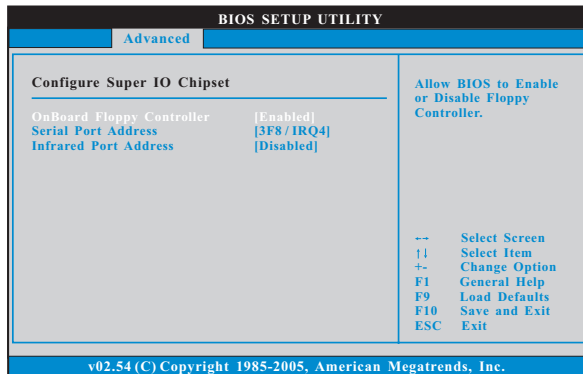 BIOS SETUP UTILITY
Advanced
Configure Super IO Chipset
OnBoard Floppy Controller [Enabled]
Serial Port Address [3F8 / IRQ4]
Infrared Port Address [Disabled]
Allow BIOS to Enable
or Disable Floppy
Controller.
←→ Select Screen
↑↓ Select Item
+- Change Option
F1 General Help
F9 Load Defaults
F10 Save and Exit
ESC Exit
v02.54 (C) Copyright 1985-2005, American Megatrends, Inc.